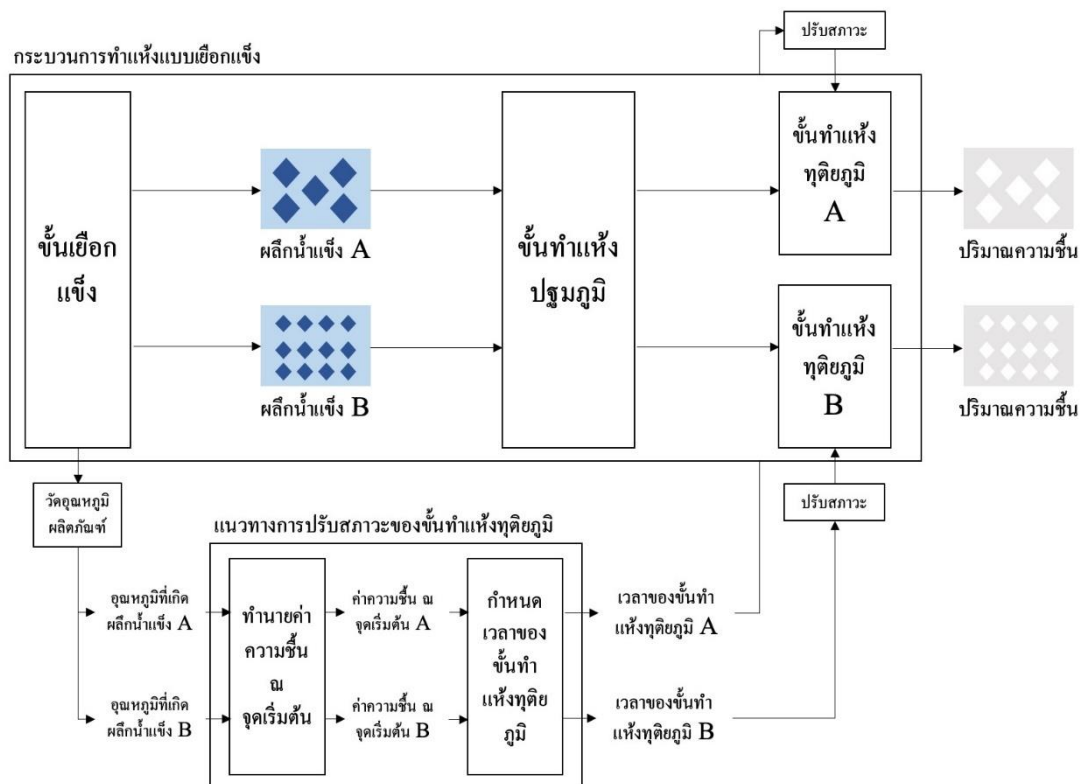 ปรับสภาวะ
กระบวนการทำแห้งแบบเยือกแข็ง
ขั้นเยือก
แข็ง
ผลึกน้ำแข็ง A
ผลึกน้ำแข็ง B
ขั้นทำแห้ง
ปฐมภูมิ
ขั้นทำแห้ง
ทุติยภูมิ
A
ขั้นทำแห้ง
ทุติยภูมิ
B
ปริมาณความชื้น
ปริมาณความชื้น
วัดอุณหภูมิ
ผลิตภัณฑ์
ปรับสภาวะ
แนวทางการปรับสภาวะของขั้นทำแห้งทุติยภูมิ
อุณหภูมิที่เกิด
ผลึกน้ำแข็ง A
อุณหภูมิที่เกิด
ผลึกน้ำแข็ง B
ทำนายค่า
ความชื้น
ณ
จุดเริ่มต้น
ค่าความชื้น ณ
จุดเริ่มต้น A
ค่าความชื้น ณ
จุดเริ่มต้น B
กำหนด
เวลาของ
ขั้นทำ
แห้งทุติย
ภูมิ
เวลาของขั้นทำ
แห้งทุติยภูมิ A
เวลาของขั้นทำ
แห้งทุติยภูมิ B